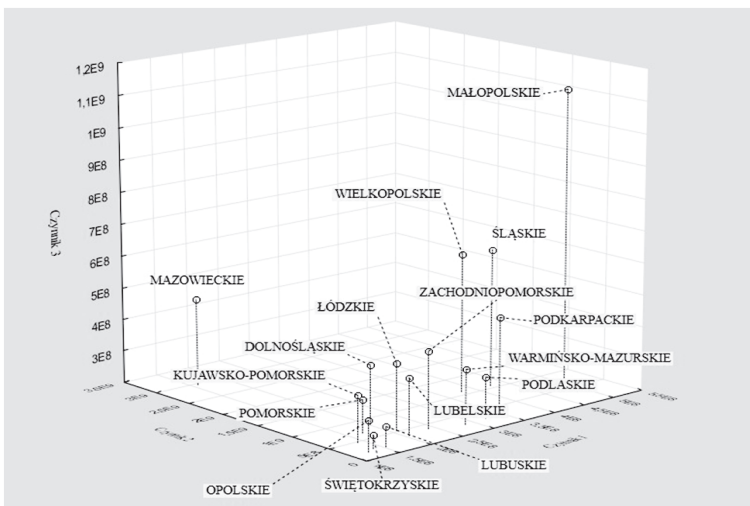 1,2E9
1,1E9
1E9
9E8
8E8
7E8
6E8
5E8
4E8
3E8
Czynnik 3
MAŁOPOLSKIE
WIELKOPOLSKIE
ŚLĄSKIE
MAZOWIECKIE
ZACHODNIOPOMORSKIE
ŁÓDZKIE
PODKARPACKIE
DOLNOŚLĄSKIE
WARMIŃSKO-MAZURSKIE
KUJAWSKO-POMORSKIE
PODLASKIE
POMORSKIE
LUBELSKIE
LUBUSKIE
OPOLSKIE
ŚWIĘTOKRZYSKIE